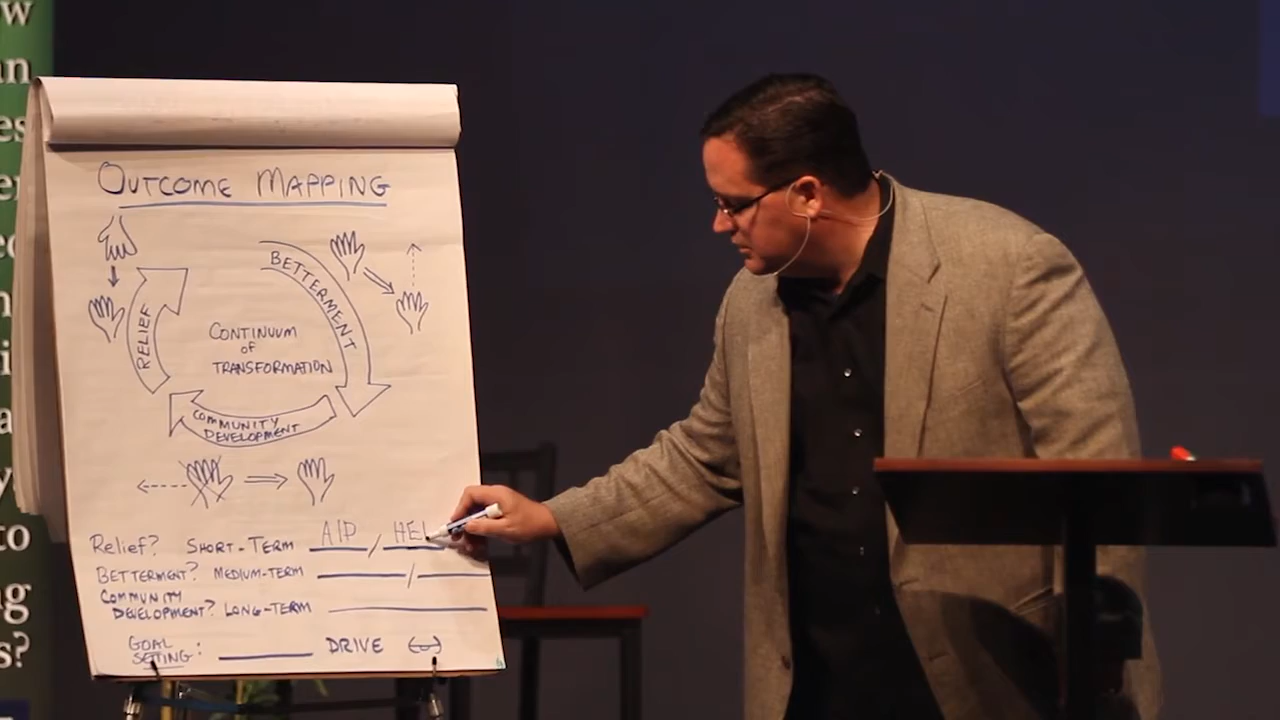 OUTCOME MAPPING
RELIEF
BETTERMENT
CONTINUUM
OF
TRANSFORMATION
COMMUNITY
DEVELOPMENT
Relief? SHORT-TERM AID / HEL
BETTERMENT? MEDIUM-TERM /
COMMUNITY
DEVELOPMENT? LONG-TERM
GOAL
SETTING: DRIVE